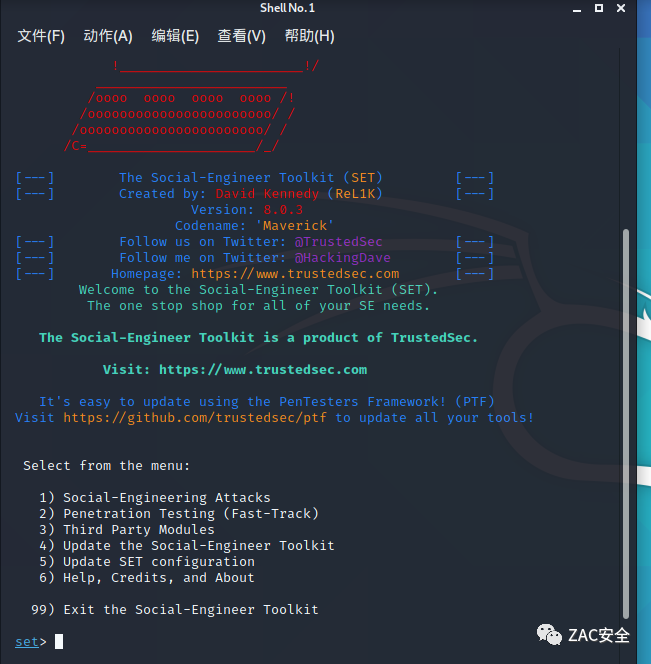 Shell No. 1
文件(F) 动作(A) 编辑(E) 查看(V) 帮助(H)
!_______________________!/
________________________
/oooo  oooo  oooo  oooo /!
/ooooooooooooooooooooooo/ /
/ooooooooooooooooooooooo/ /
/C=_____________________/_/
[---]        The Social-Engineer Toolkit (SET)         [---]
[---]        Created by: David Kennedy (ReL1K)         [---]
Version: 8.0.3
Codename: 'Maverick'
[---]        Follow us on Twitter: @TrustedSec         [---]
[---]        Follow me on Twitter: @HackingDave        [---]
[---]       Homepage: https://www.trustedsec.com       [---]
Welcome to the Social-Engineer Toolkit (SET).
The one stop shop for all of your SE needs.
The Social-Engineer Toolkit is a product of TrustedSec.
Visit: https://www.trustedsec.com
It's easy to update using the PenTesters Framework! (PTF)
Visit https://github.com/trustedsec/ptf to update all your tools!
Select from the menu:
1) Social-Engineering Attacks
2) Penetration Testing (Fast-Track)
3) Third Party Modules
4) Update the Social-Engineer Toolkit
5) Update SET configuration
6) Help, Credits, and About
99) Exit the Social-Engineer Toolkit
set>
ZAC安全